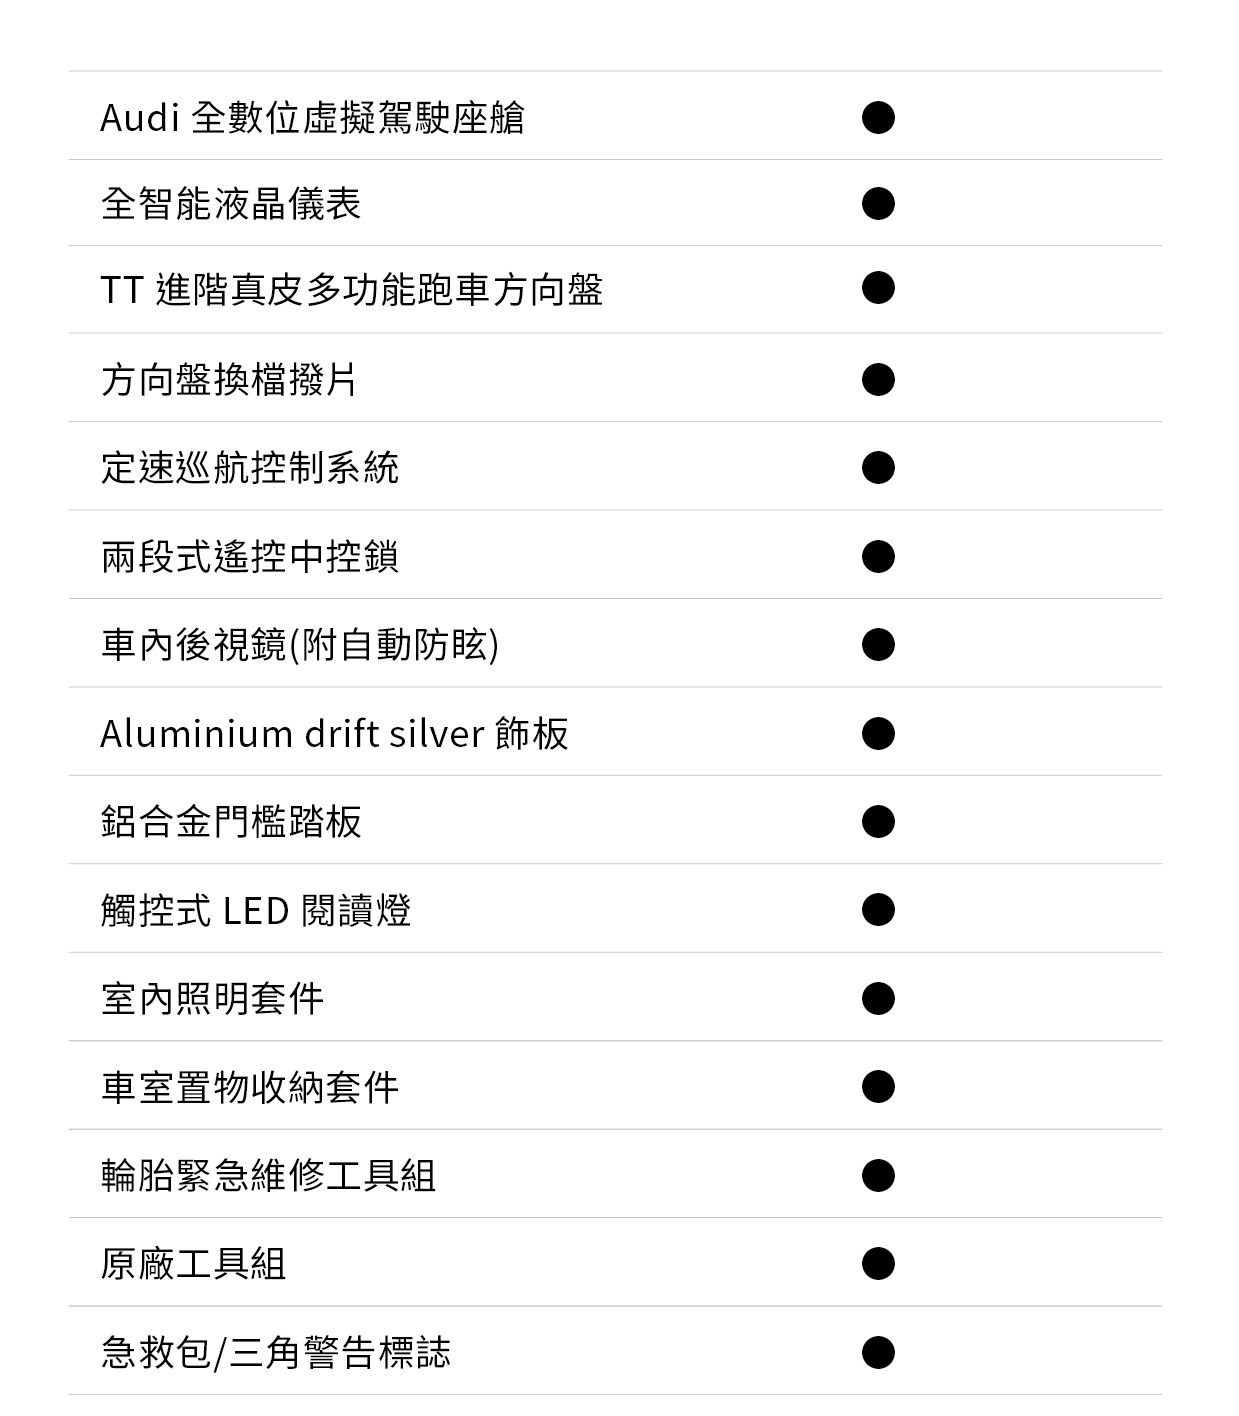 Audi 全數位虛擬駕駛座艙 ●
全智能液晶儀表 ●
TT 進階真皮多功能跑車方向盤 ●
方向盤換檔撥片 ●
定速巡航控制系統 ●
兩段式遙控中控鎖 ●
車內後視鏡(附自動防眩) ●
Aluminium drift silver 飾板 ●
鋁合金門檻踏板 ●
觸控式 LED 閱讀燈 ●
室內照明套件 ●
車室置物收納套件 ●
輪胎緊急維修工具組 ●
原廠工具組 ●
急救包/三角警告標誌 ●